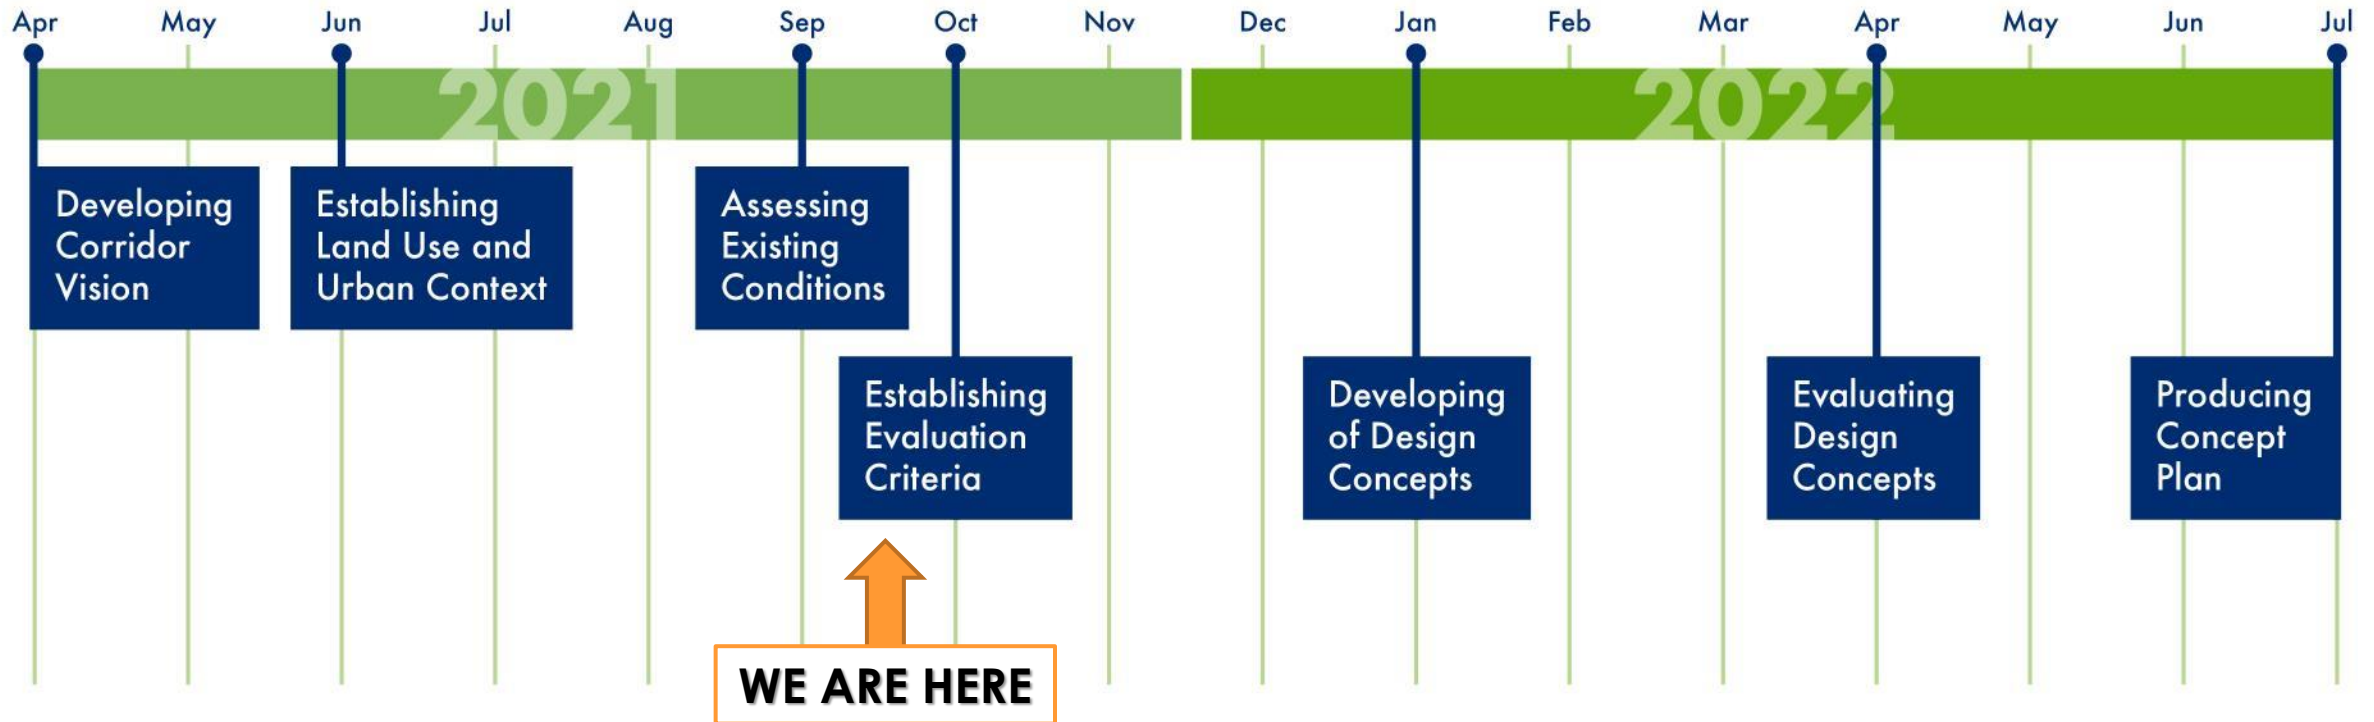 Apr May Jun Jul Aug Sep Oct Nov Dec Jan Feb Mar Apr May Jun Jul
2021 2022
Developing
Corridor
Vision
Establishing
Land Use and
Urban Context
Assessing
Existing
Conditions
Establishing
Evaluation
Criteria
Developing
of Design
Concepts
Evaluating
Design
Concepts
Producing
Concept
Plan
WE ARE HERE